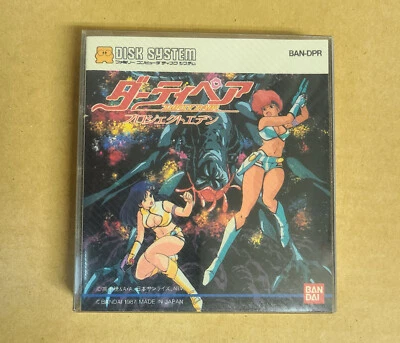 DISK SYSTEM
ファミリーコンピュータ ディスクシステム
BAN-DPR
ダーティペア
プロジェクトエデン
© BANDAI 1987 MADE IN JAPAN
BAN
DAI